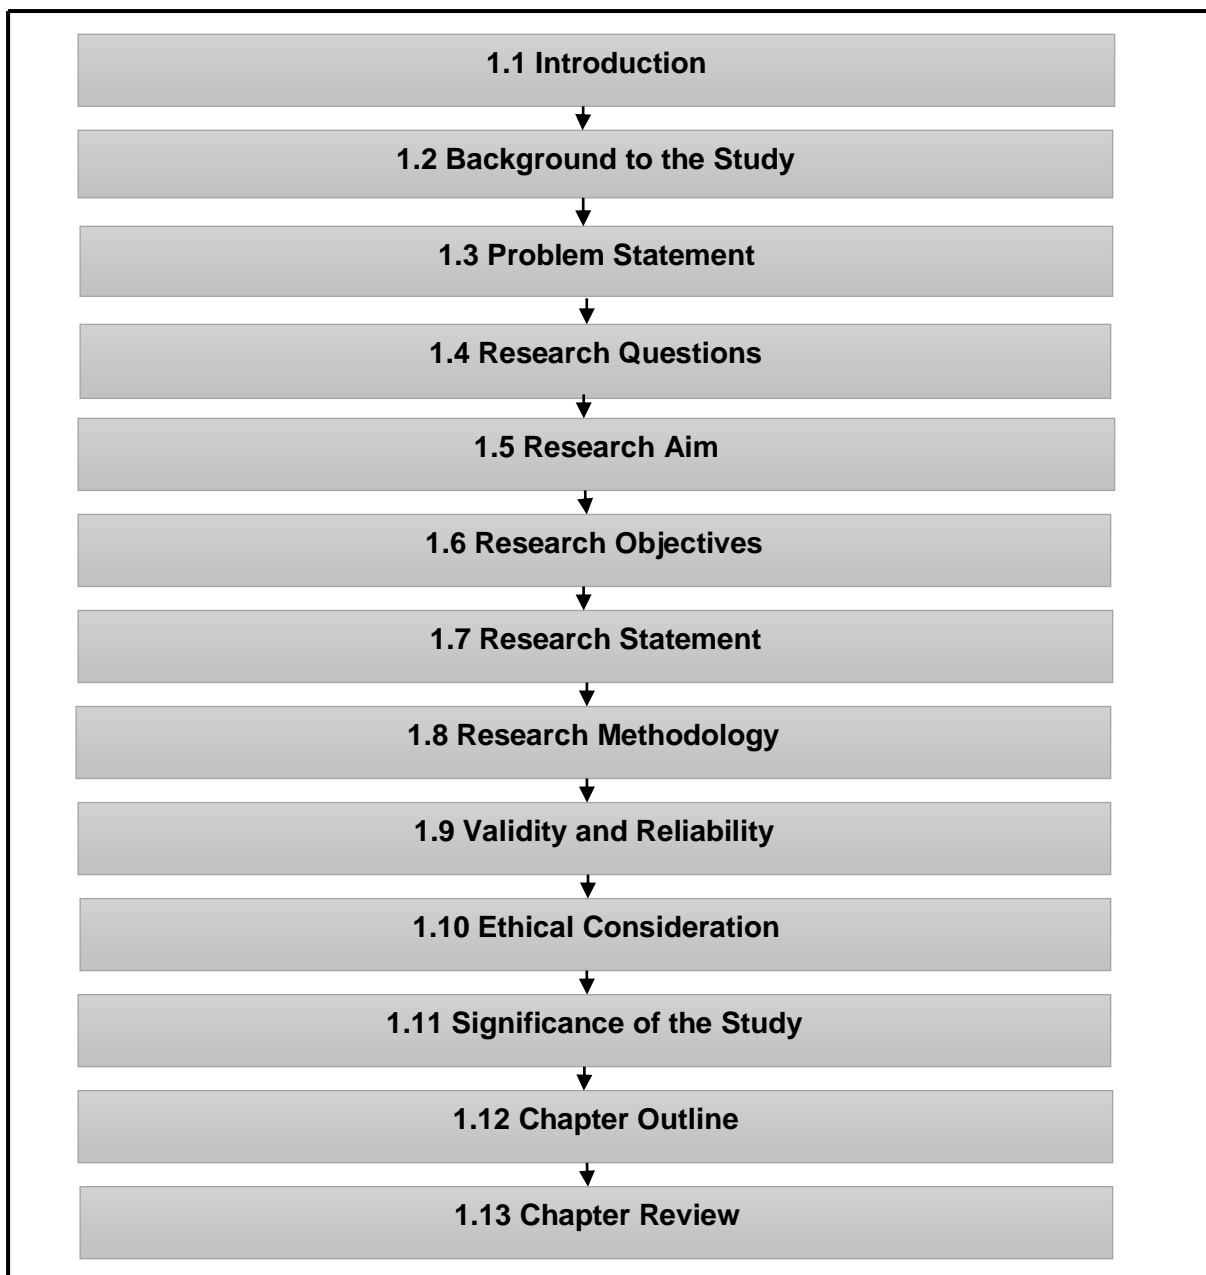 1.1 Introduction
1.2 Background to the Study
1.3 Problem Statement
1.4 Research Questions
1.5 Research Aim
1.6 Research Objectives
1.7 Research Statement
1.8 Research Methodology
1.9 Validity and Reliability
1.10 Ethical Consideration
1.11 Significance of the Study
1.12 Chapter Outline
1.13 Chapter Review